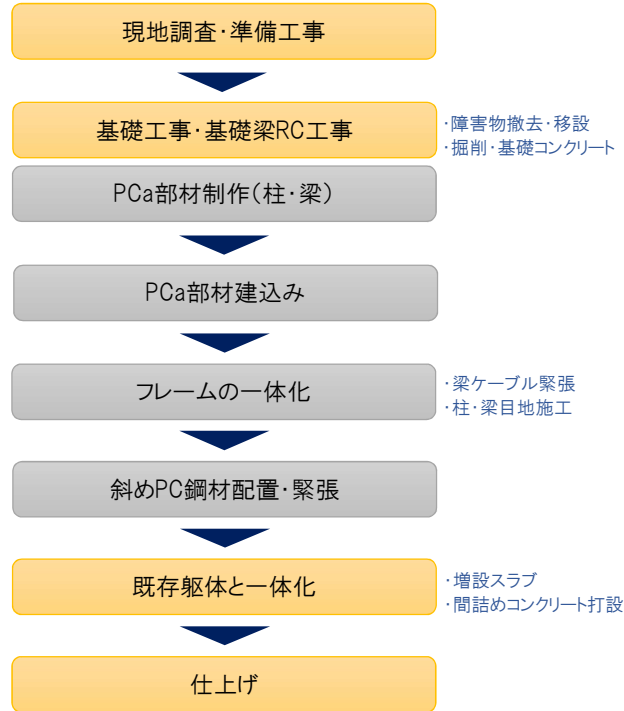 現地調査・準備工事
基礎工事・基礎梁RC工事
・障害物撤去・移設
・掘削・基礎コンクリート
PCa部材制作(柱・梁)
PCa部材建込み
フレームの一体化
・梁ケーブル緊張
・柱・梁目地施工
斜めPC鋼材配置・緊張
既存躯体と一体化
・増設スラブ
・間詰めコンクリート打設
仕上げ